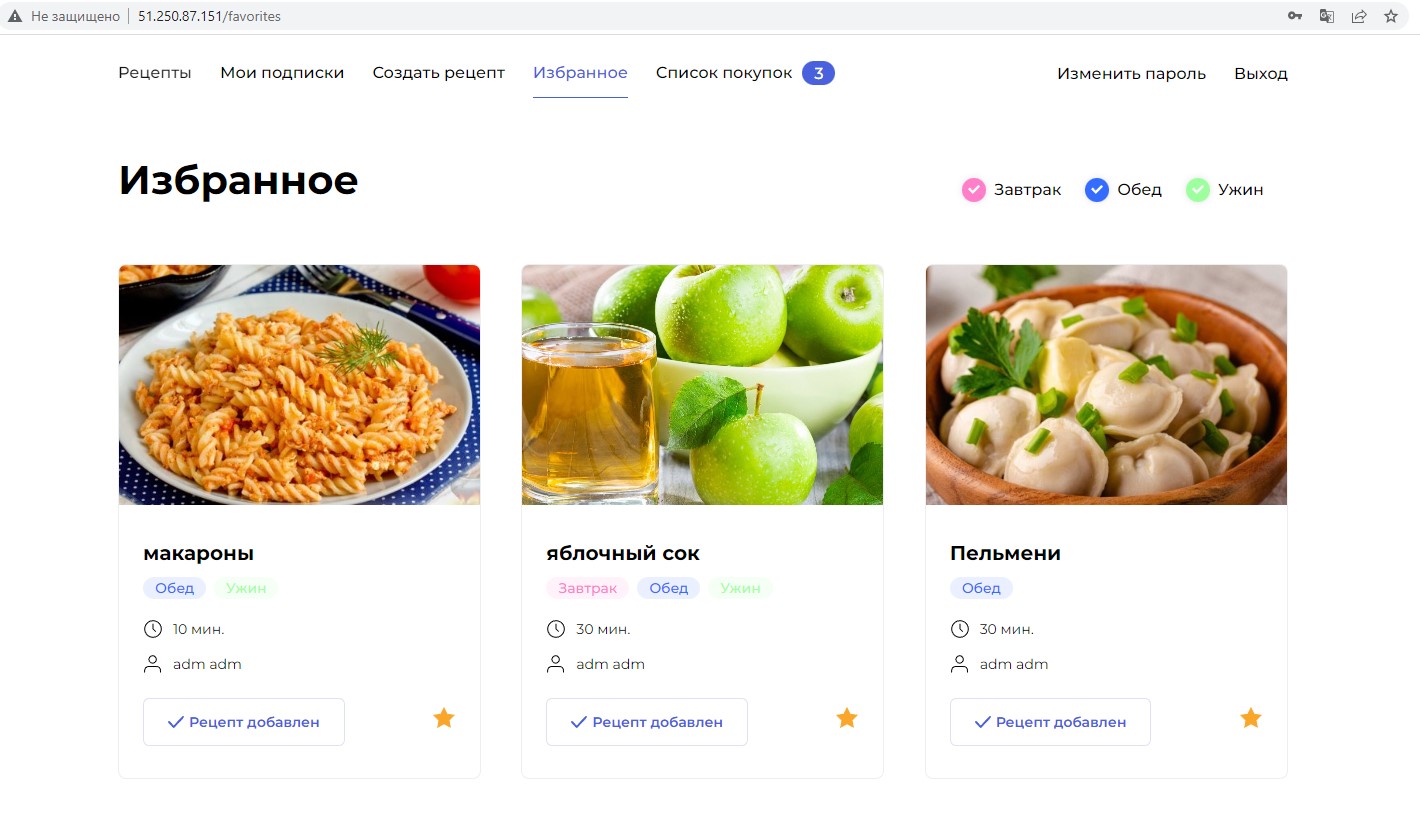 Не защищено 51.250.87.151/favorites
Рецепты Мои подписки Создать рецепт Избранное Список покупок 3 Изменить пароль Выход
Избранное
Завтрак Обед Ужин
макароны
Обед Ужин
10 мин.
adm adm
Рецепт добавлен
яблочный сок
Завтрак Обед Ужин
30 мин.
adm adm
Рецепт добавлен
Пельмени
Обед
30 мин.
adm adm
Рецепт добавлен